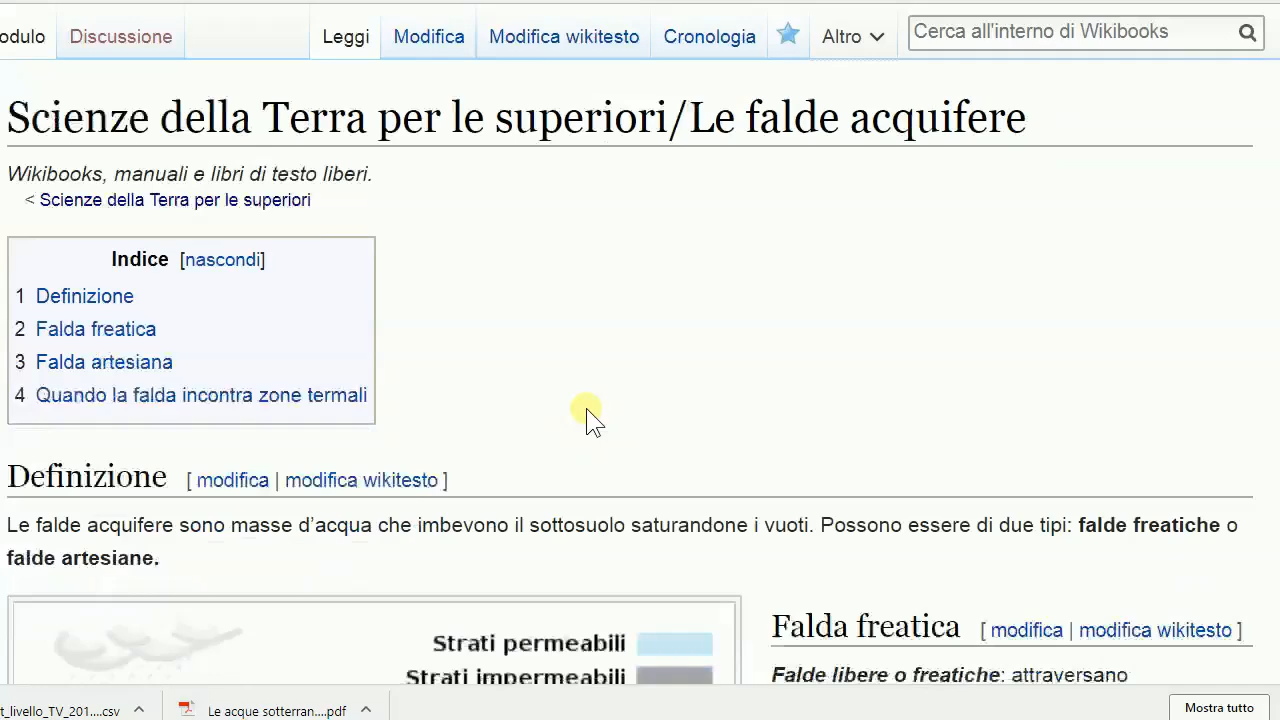 odulo Discussione Leggi Modifica Modifica wikitesto Cronologia Altro Cerca all'interno di Wikibooks
Scienze della Terra per le superiori/Le falde acquifere
Wikibooks, manuali e libri di testo liberi.
< Scienze della Terra per le superiori
Indice [nascondi]
1 Definizione
2 Falda freatica
3 Falda artesiana
4 Quando la falda incontra zone termali
Definizione [ modifica | modifica wikitesto ]
Le falde acquifere sono masse d’acqua che imbevono il sottosuolo saturandone i vuoti. Possono essere di due tipi: falde freatiche o
falde artesiane.
Strati permeabili
Strati impermeabili
Falda freatica [ modifica | modifica wikitesto ]
Falde libere o freatiche: attraversano
t_livello_TV_201....csv Le acque sotterran....pdf Mostra tutto